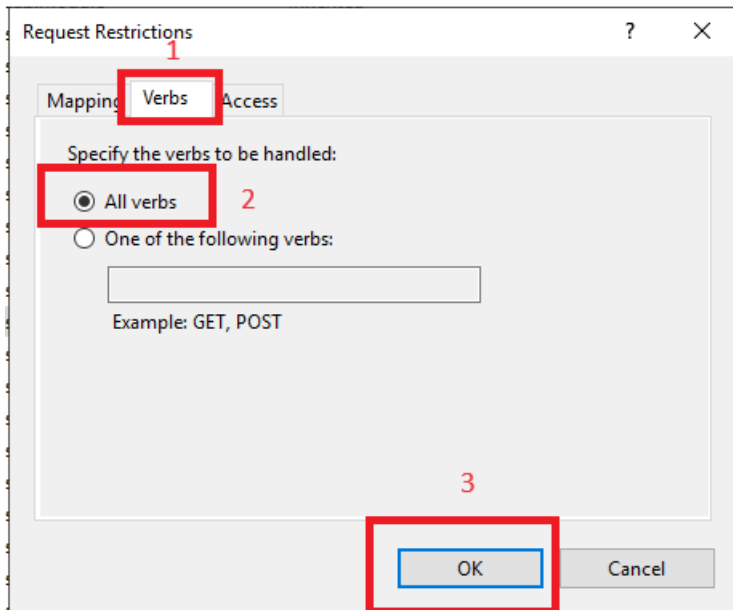 Request Restrictions ?
1
Mapping Verbs Access
Specify the verbs to be handled:
All verbs 2
One of the following verbs:
Example: GET, POST
3
OK Cancel